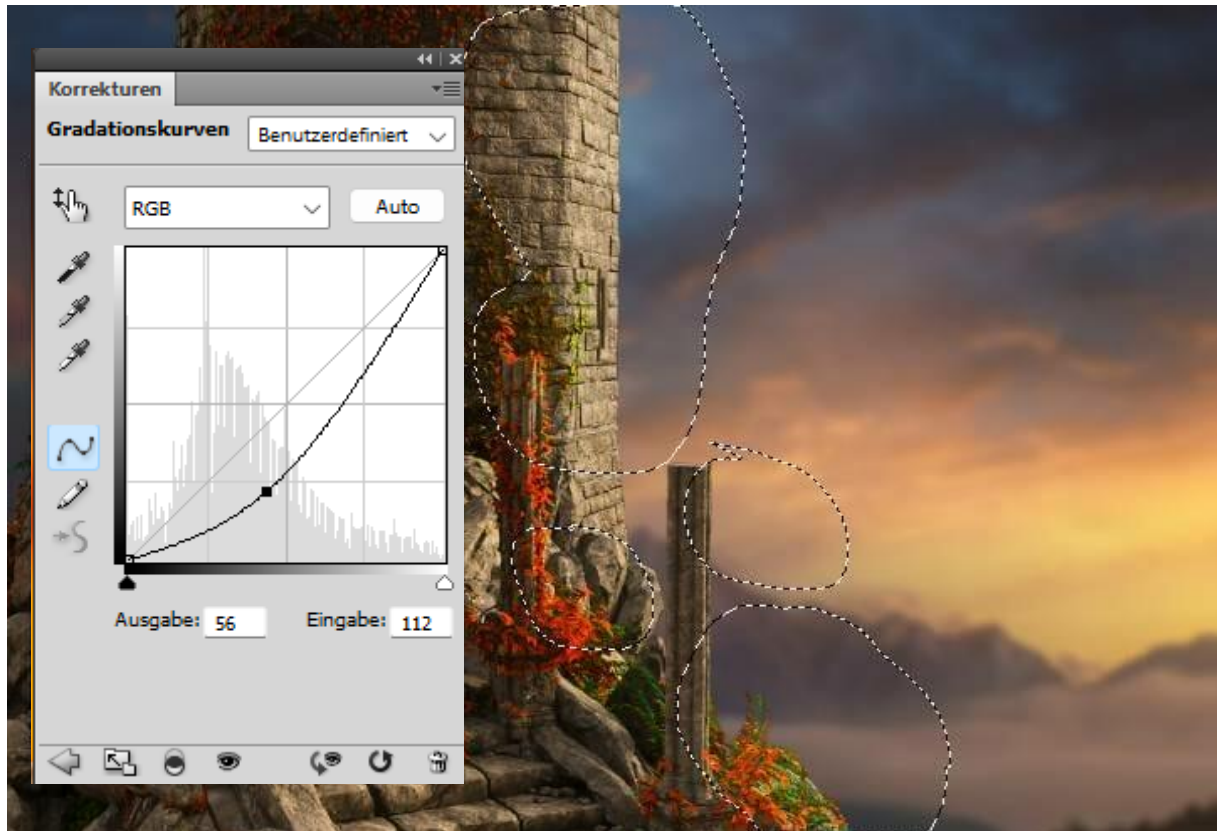 Korrekturen
Gradationskurven Benutzerdefiniert
RGB Auto
Ausgabe: 56 Eingabe: 112